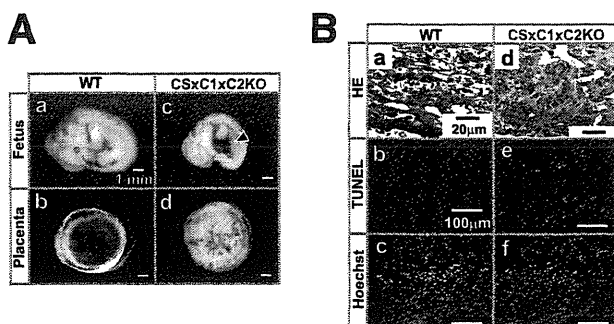 A
WT CSxC1xC2KO
Fetus
a
c
1 mm
Placenta
b
d
B
WT CSxC1xC2KO
HE
a
d
20μm
TUNEL
b
e
100μm
Hoechst
c
f